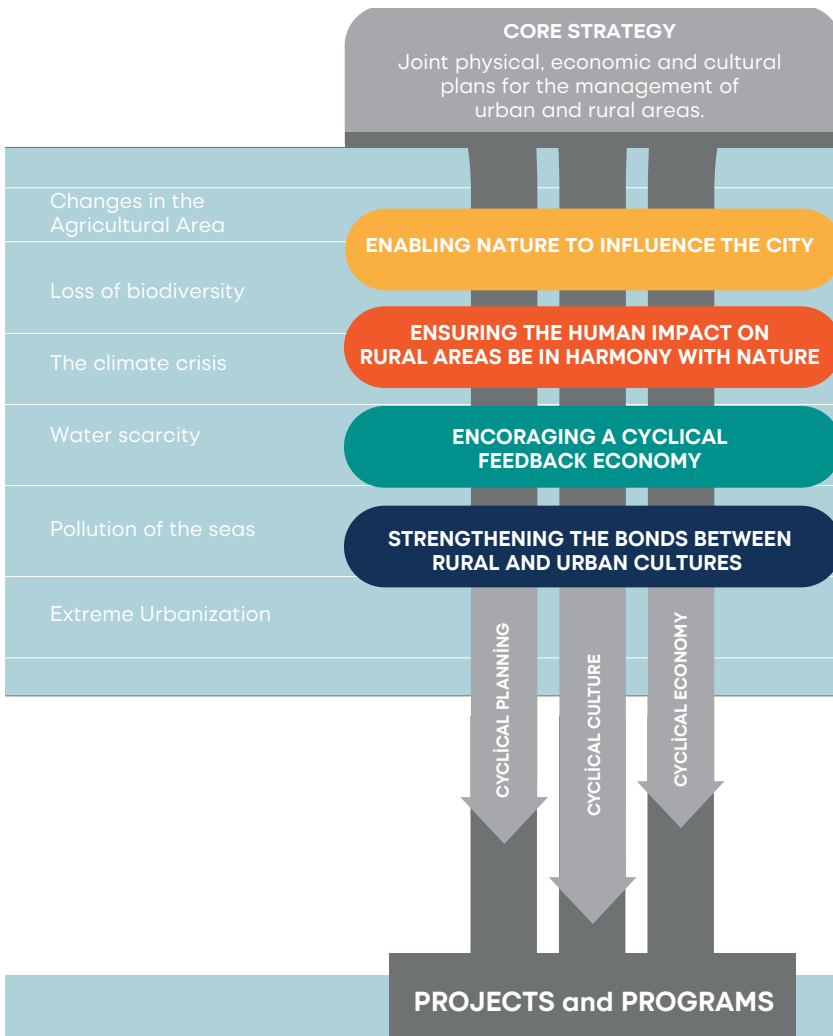 CORE STRATEGY
Joint physical, economic and cultural
plans for the management of
urban and rural areas.
Changes in the
Agricultural Area
ENABLING NATURE TO INFLUENCE THE CITY
Loss of biodiversity
ENSURING THE HUMAN IMPACT ON
RURAL AREAS BE IN HARMONY WITH NATURE
The climate crisis
Water scarcity
ENCORAGING A CYCLICAL
FEEDBACK ECONOMY
Pollution of the seas
STRENGTHENING THE BONDS BETWEEN
RURAL AND URBAN CULTURES
Extreme Urbanization
CYCLİCAL PLANNİNG
CYCLİCAL CULTURE
CYCLİCAL ECONOMY
PROJECTS and PROGRAMS